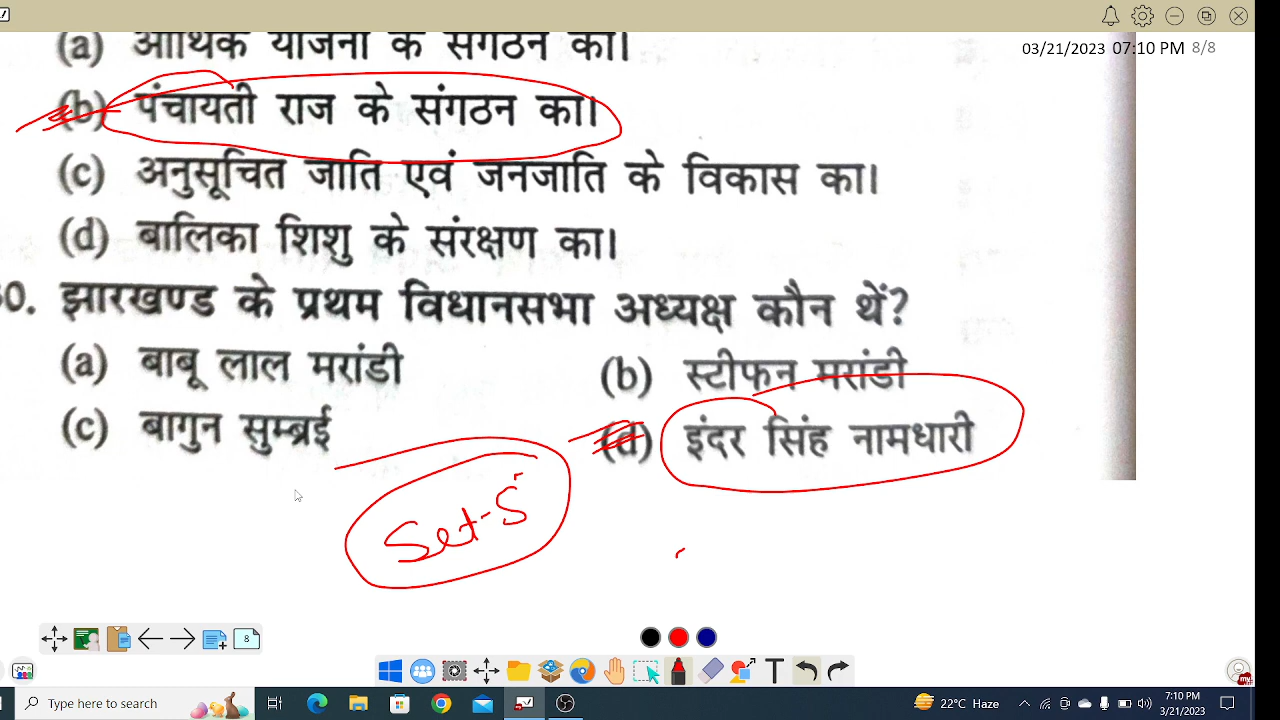 03/21/2023 07:10 PM 8/8
(a) आर्थिक योजना के संगठन का।
(b) पंचायती राज के संगठन का।
(c) अनुसूचित जाति एवं जनजाति के विकास का।
(d) बालिका शिशु के संरक्षण का।
0. झारखण्ड के प्रथम विधानसभा अध्यक्ष कौन थें?
(a) बाबू लाल मरांडी (b) स्टीफन मरांडी
(c) बागुन सुम्ब्रई (d) इंदर सिंह नामधारी
Set-5
8
T
Type here to search
22°C Haze
7:10 PM
3/21/2023